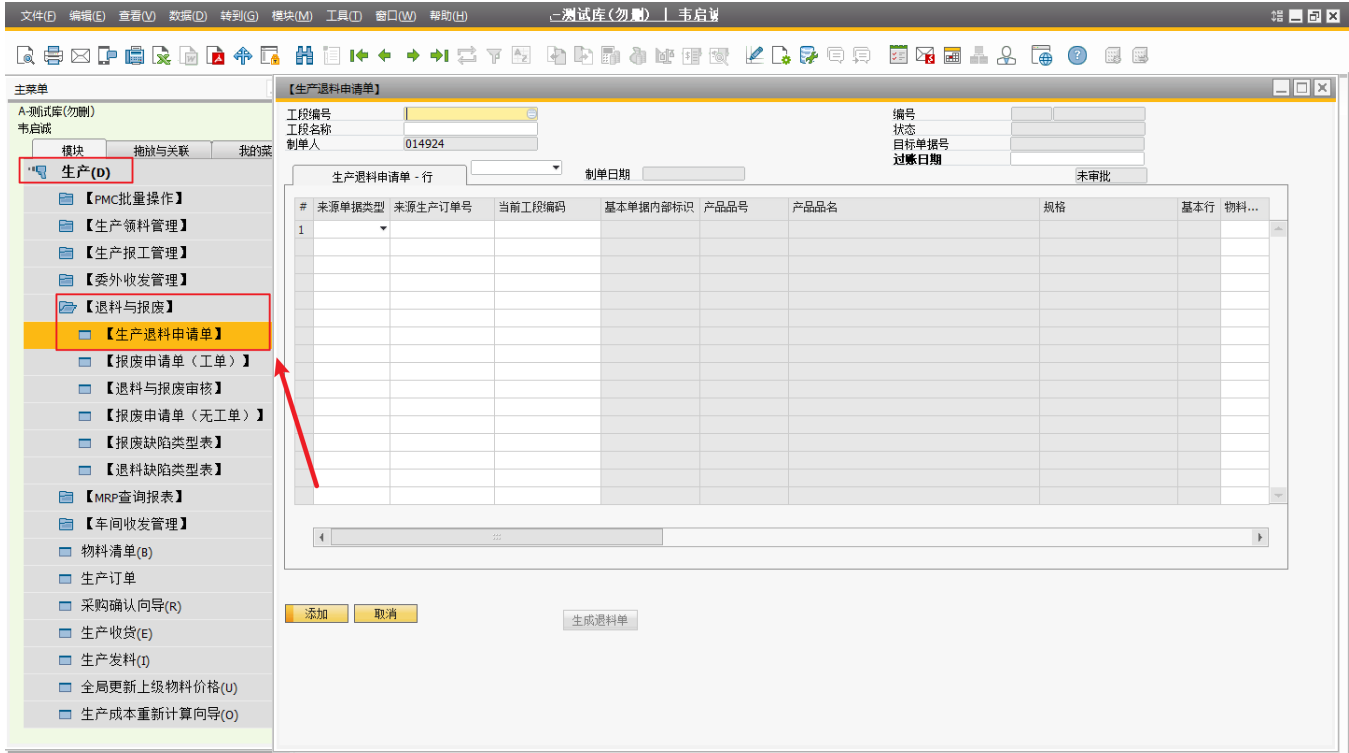 文件(F) 编辑(E) 查看(V) 数据(D) 转到(G) 模块(M) 工具(T) 窗口(W) 帮助(H) 测试库(勿删) | 韦启
主菜单
A-测试库(勿删)
韦启诚
模块 拖放与关联 我的菜
生产(D)
【PMC批量操作】
【生产领料管理】
【生产报工管理】
【委外收发管理】
【退料与报废】
【生产退料申请单】
【报废申请单（工单）】
【退料与报废审核】
【报废申请单（无工单）】
【报废缺陷类型表】
【退料缺陷类型表】
【MRP查询报表】
【车间收发管理】
物料清单(B)
生产订单
采购确认向导(R)
生产收货(E)
生产发料(I)
全局更新上级物料价格(U)
生产成本重新计算向导(O)
【生产退料申请单】
工段编号
工段名称
制单人 014924
编号
状态
目标单据号
过账日期
生产退料申请单 - 行
制单日期
未审批
# 来源单据类型 来源生产订单号 当前工段编码 基本单据内部标识 产品品号 产品品名 规格 基本行 物料...
1
添加 取消
生成退料单